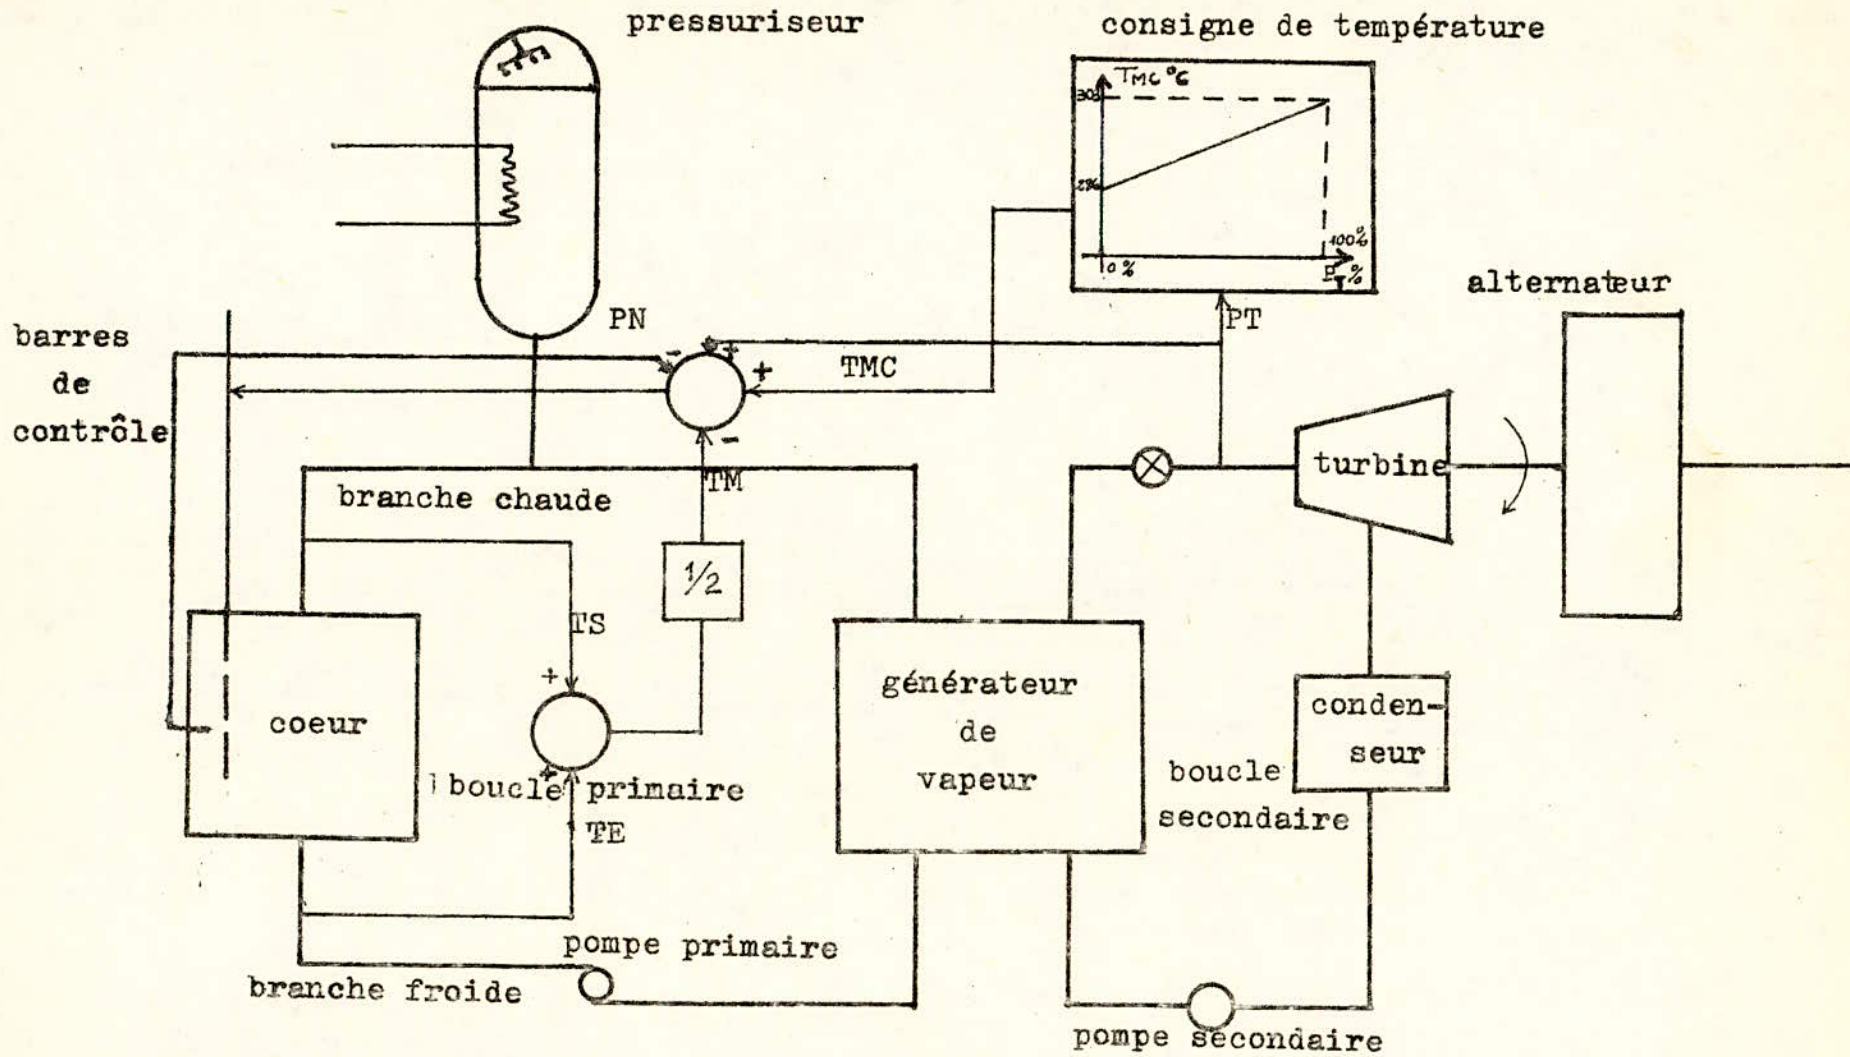 pressuriseur
consigne de température
TMC °C
100%
0%
PT%
alternateur
PN
PT
barres
de
contrôle
-
+
+
TMC
-
TM
turbine
branche chaude
1/2
TS
+
coeur
générateur
de
vapeur
conden-
seur
+
boucle primaire
boucle
secondaire
TE
pompe primaire
branche froide
pompe secondaire